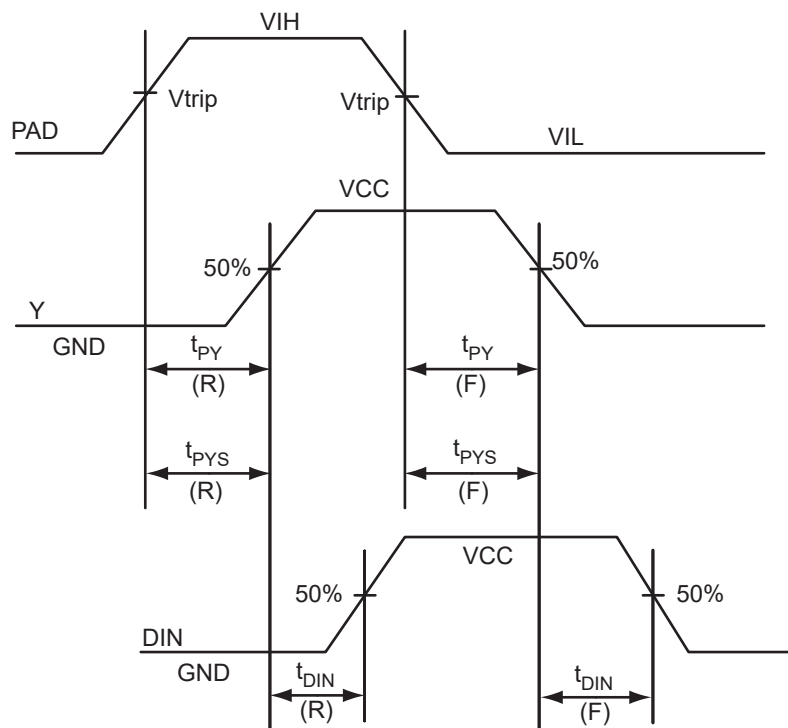 VIH
Vtrip
Vtrip
PAD
VIL
VCC
50%
50%
Y
GND
tPY
(R)
tPY
(F)
tPYS
(R)
tPYS
(F)
VCC
50%
50%
DIN
GND
tDIN
(R)
tDIN
(F)